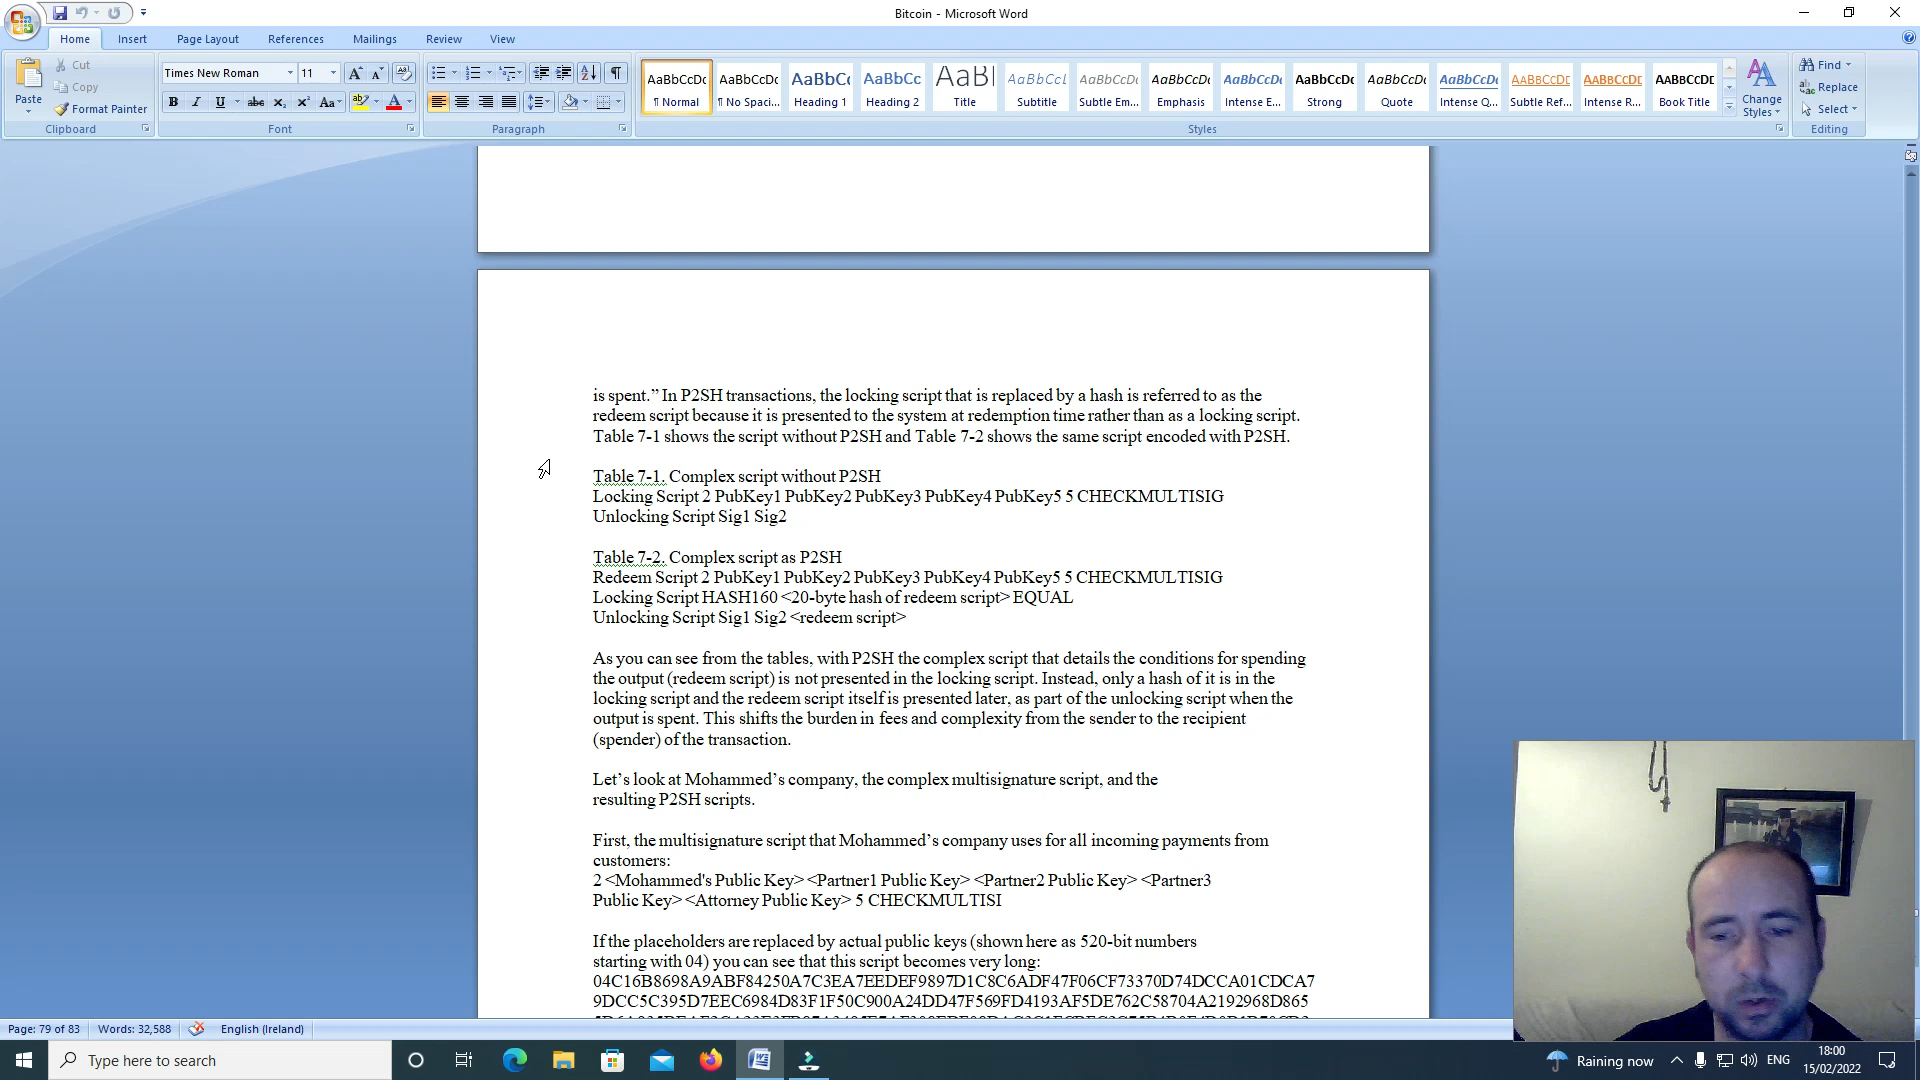 Bitcoin - Microsoft Word
Home Insert Page Layout References Mailings Review View
Cut
Copy
Format Painter
Paste
Clipboard
Times New Roman 11
Font
Paragraph
AaBbCcDc AaBbCcDc AaBbC AaBbCc AaB AaBbCcL AaBbCcDc AaBbCcDc AaBbCcDc AaBbCcDc AaBbCcDc AaBbCcDc AABBCCDE AABBCCDE AABBCCDE
¶ Normal ¶ No Spaci... Heading 1 Heading 2 Title Subtitle Subtle Em... Emphasis Intense E... Strong Quote Intense Q... Subtle Ref... Intense R... Book Title
Change Styles
Styles
Find
Replace
Select
Editing
is spent.” In P2SH transactions, the locking script that is replaced by a hash is referred to as the
redeem script because it is presented to the system at redemption time rather than as a locking script.
Table 7-1 shows the script without P2SH and Table 7-2 shows the same script encoded with P2SH.
Table 7-1. Complex script without P2SH
Locking Script 2 PubKey1 PubKey2 PubKey3 PubKey4 PubKey5 5 CHECKMULTISIG
Unlocking Script Sig1 Sig2
Table 7-2. Complex script as P2SH
Redeem Script 2 PubKey1 PubKey2 PubKey3 PubKey4 PubKey5 5 CHECKMULTISIG
Locking Script HASH160 <20-byte hash of redeem script> EQUAL
Unlocking Script Sig1 Sig2 <redeem script>
As you can see from the tables, with P2SH the complex script that details the conditions for spending
the output (redeem script) is not presented in the locking script. Instead, only a hash of it is in the
locking script and the redeem script itself is presented later, as part of the unlocking script when the
output is spent. This shifts the burden in fees and complexity from the sender to the recipient
(spender) of the transaction.
Let’s look at Mohammed’s company, the complex multisignature script, and the
resulting P2SH scripts.
First, the multisignature script that Mohammed’s company uses for all incoming payments from
customers:
2 <Mohammed's Public Key> <Partner1 Public Key> <Partner2 Public Key> <Partner3
Public Key> <Attorney Public Key> 5 CHECKMULTISI
If the placeholders are replaced by actual public keys (shown here as 520-bit numbers
starting with 04) you can see that this script becomes very long:
04C16B8698A9ABF84250A7C3EA7EEDEF9897D1C8C6ADF47F06CF73370D74DCCA01CDCA7
9DCC5C395D7EEC6984D83F1F50C900A24DD47F569FD4193AF5DE762C58704A2192968D865
Page: 79 of 83 Words: 32,588 English (Ireland)
Type here to search
Raining now ENG
18:00
15/02/2022